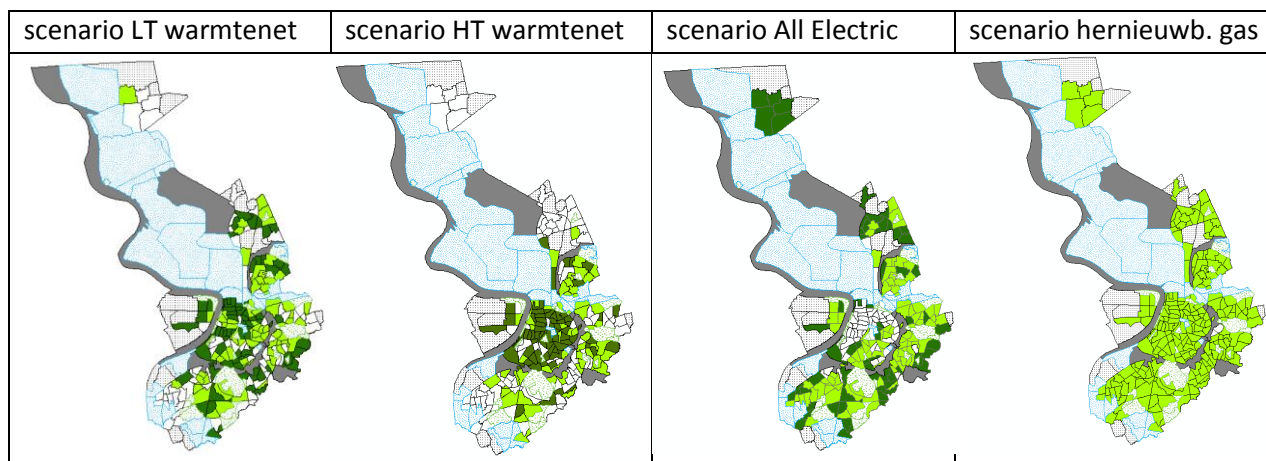 scenario LT warmtenet
scenario HT warmtenet
scenario All Electric
scenario hernieuwb. gas